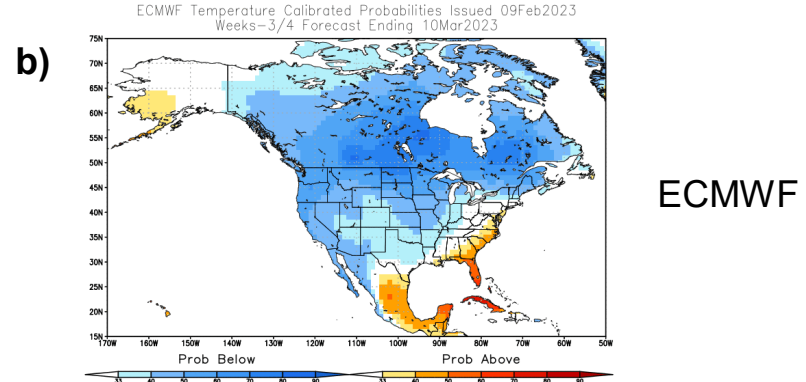 ECMWF Temperature Calibrated Probabilities Issued 09Feb2023
Weeks-3/4 Forecast Ending 10Mar2023
b)
75N
70N
65N
60N
55N
50N
45N
40N
35N
30N
25N
20N
15N
170W 160W 150W 140W 130W 120W 110W 100W 90W 80W 70W 60W 50W
ECMWF
Prob Below Prob Above
33 40 50 60 70 80 90 33 40 50 60 70 80 90